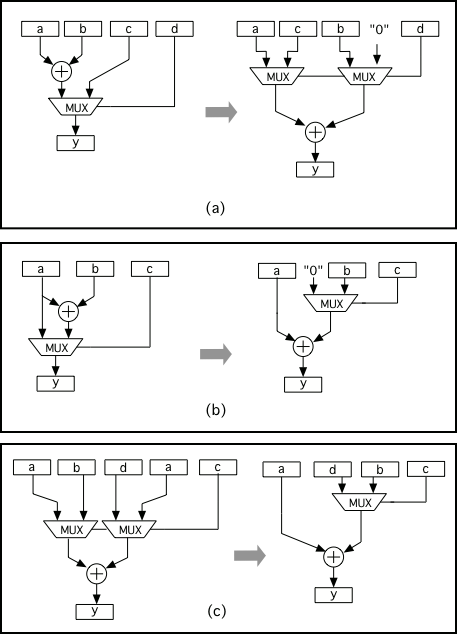 a b c d
a c b "0" d
MUX
MUX MUX
+
+
y
y
(a)
a b c
a "0" b c
+
MUX
MUX
+
y
y
(b)
a b d a c
a d b c
MUX MUX
MUX
+
+
y
y
(c)